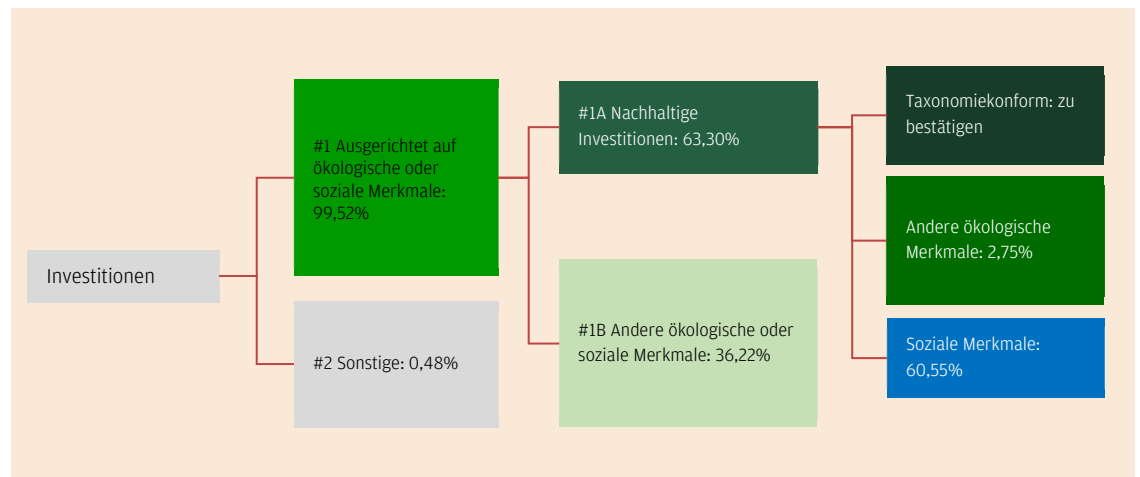 Investitionen
#1 Ausgerichtet auf
ökologische oder
soziale Merkmale:
99,52%
#2 Sonstige: 0,48%
#1A Nachhaltige
Investitionen: 63,30%
#1B Andere ökologische oder
soziale Merkmale: 36,22%
Taxonomiekonform: zu
bestätigen
Andere ökologische
Merkmale: 2,75%
Soziale Merkmale:
60,55%